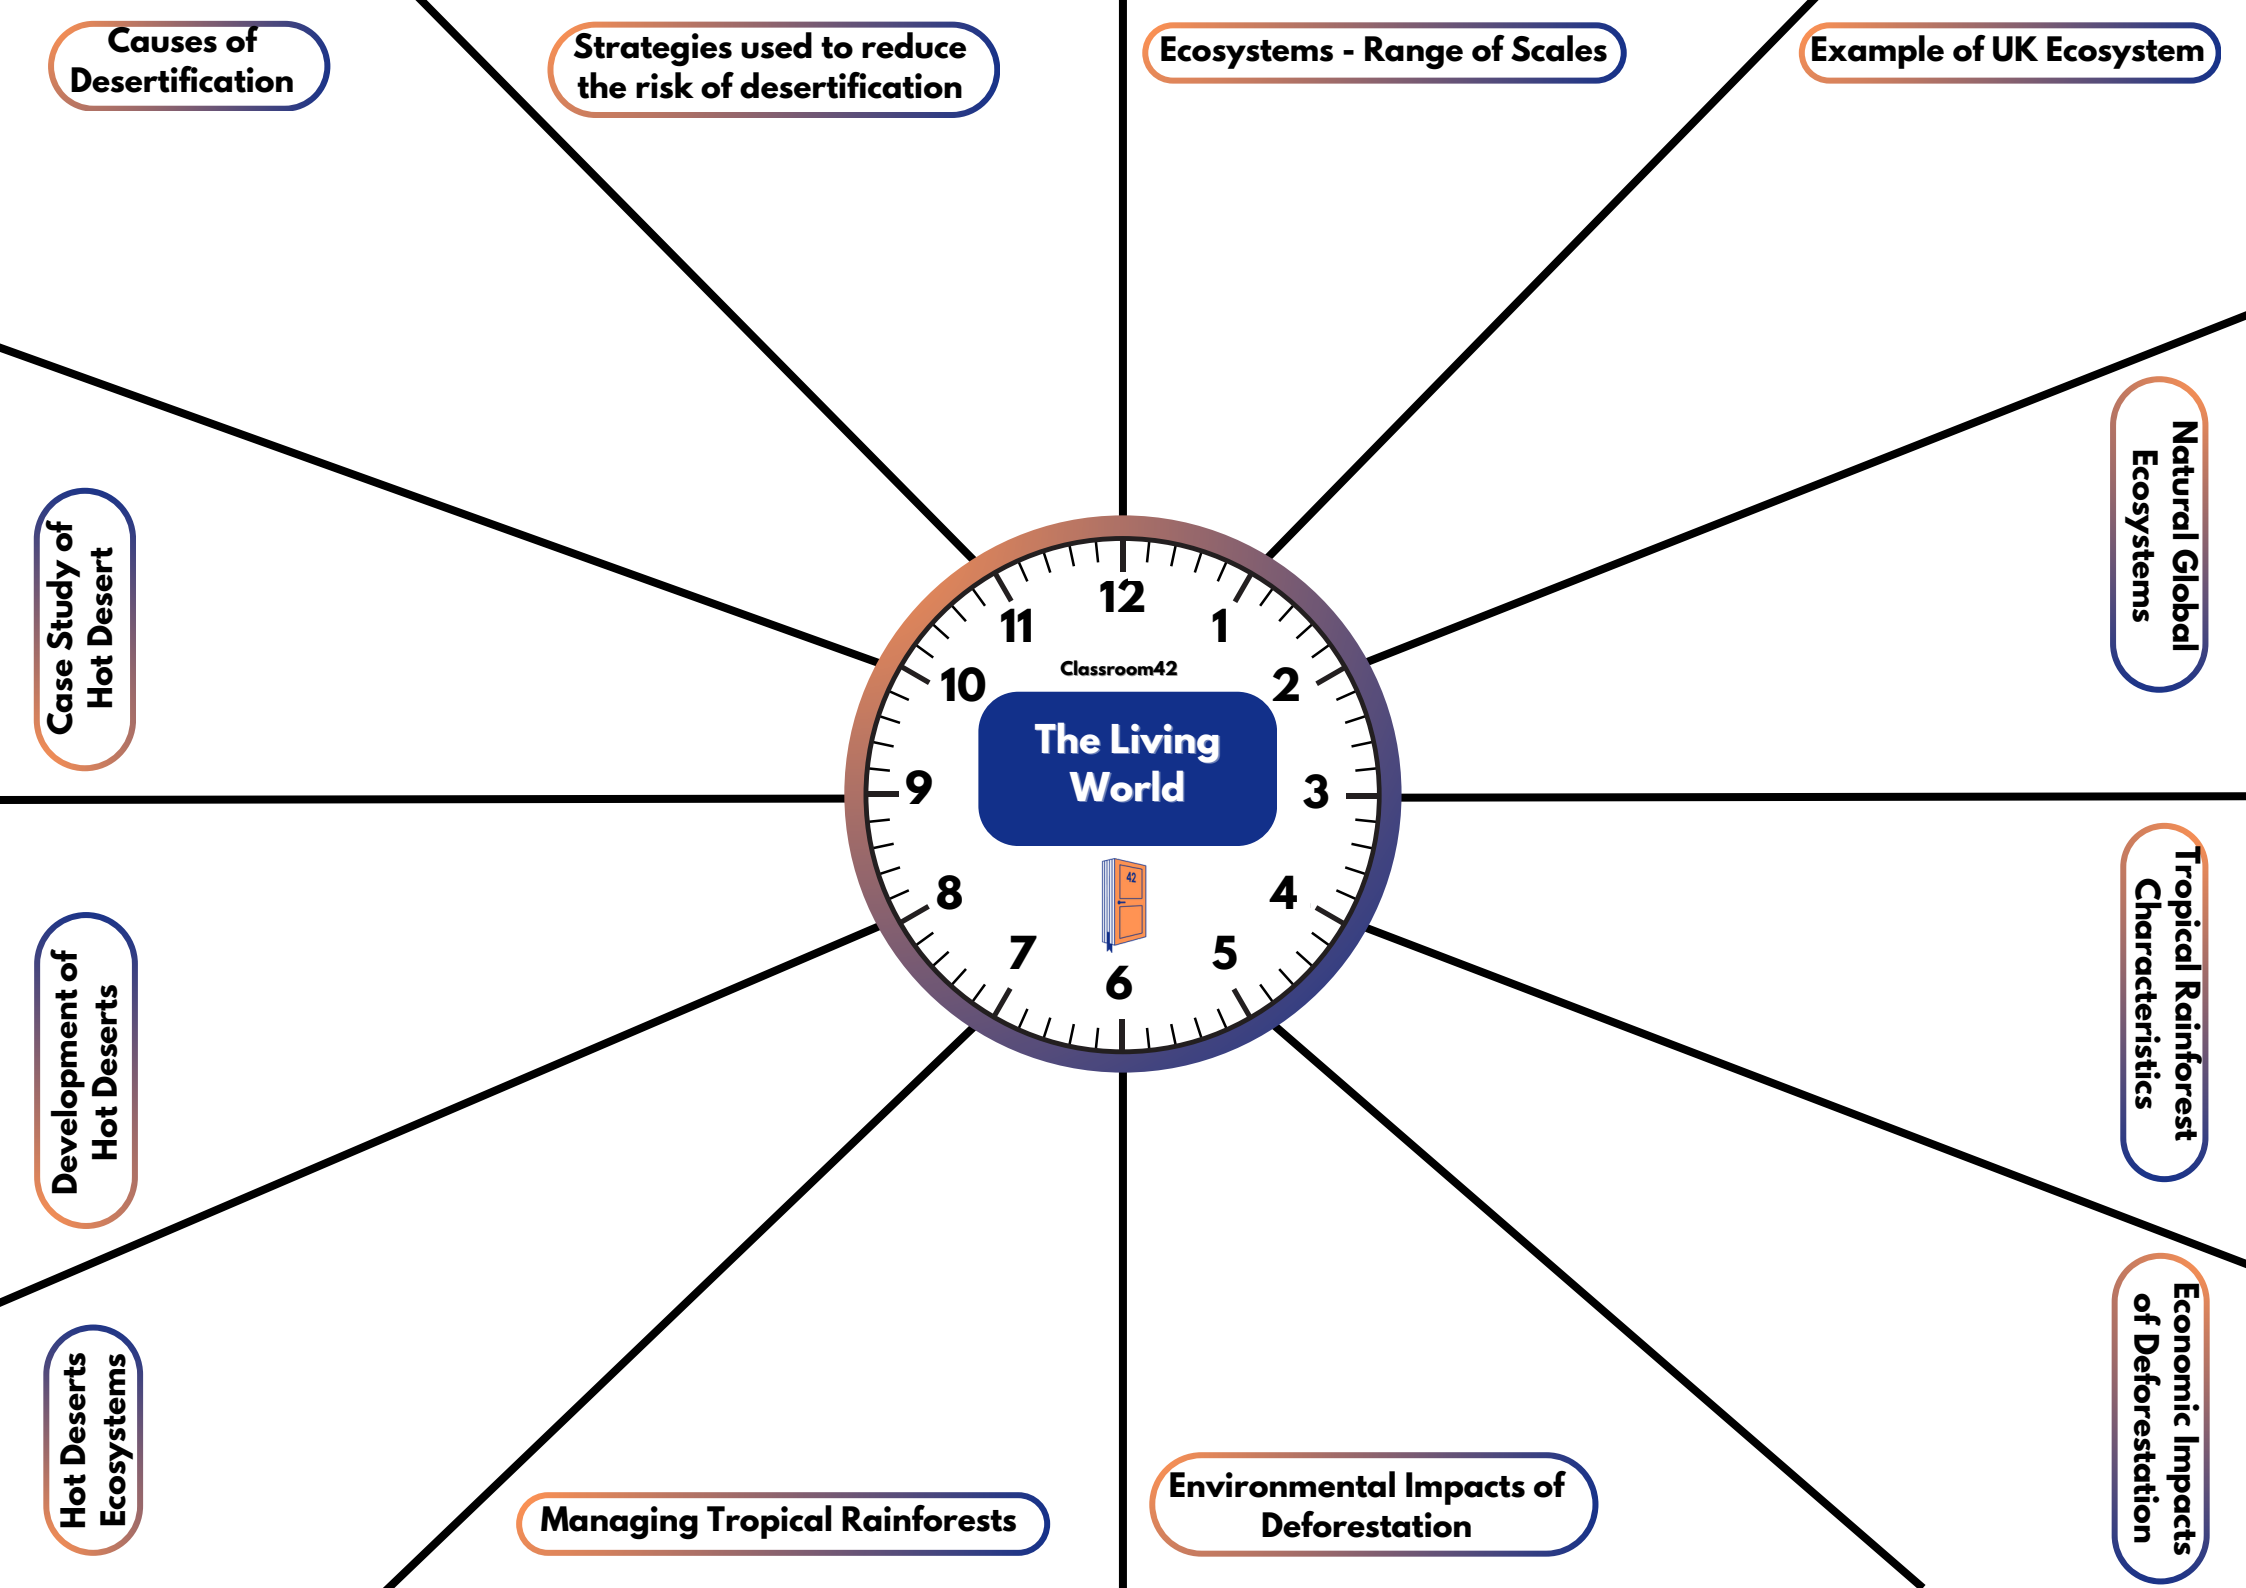 Causes of
Desertification
Strategies used to reduce
the risk of desertification
Ecosystems - Range of Scales
Example of UK Ecosystem
Natural Global
Ecosystems
Tropical Rainforest
Characteristics
Economic Impacts
of Deforestation
Environmental Impacts of
Deforestation
Managing Tropical Rainforests
Hot Deserts
Ecosystems
Development of
Hot Deserts
Case Study of
Hot Desert
12
1
2
3
4
5
6
7
8
9
10
11
Classroom42
The Living
World
42